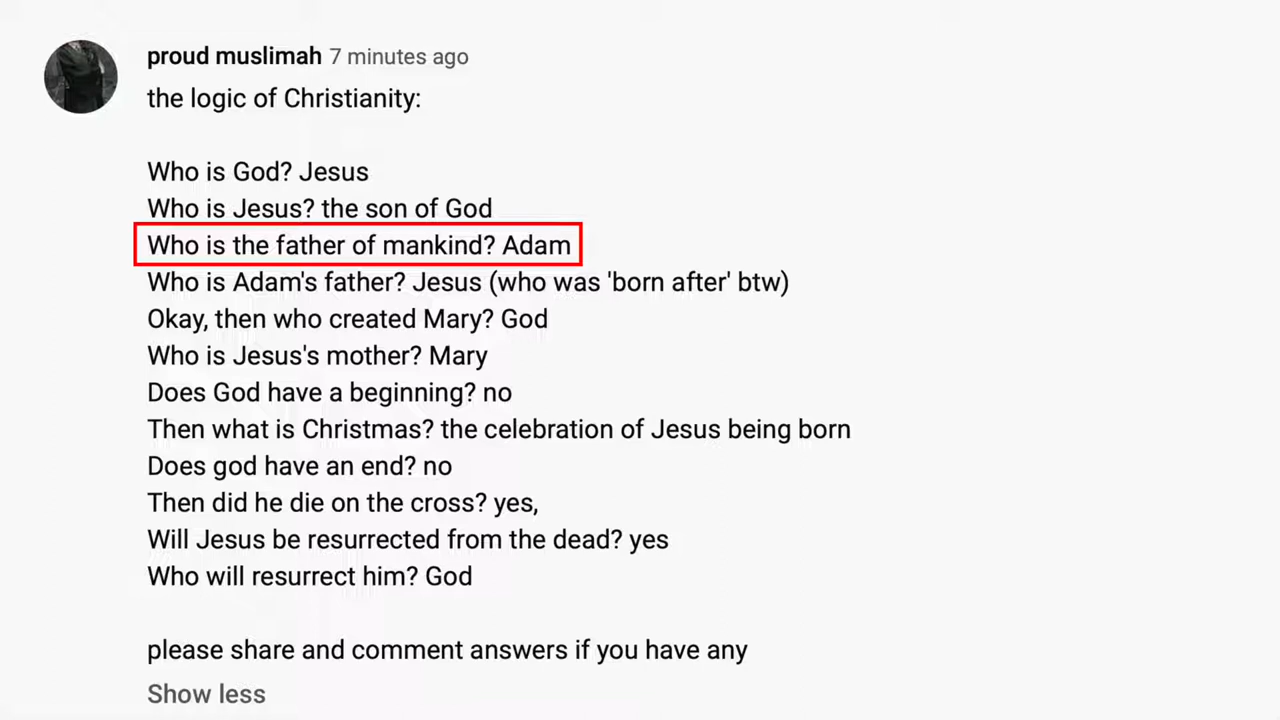 proud muslimah 7 minutes ago
the logic of Christianity:
Who is God? Jesus
Who is Jesus? the son of God
Who is the father of mankind? Adam
Who is Adam's father? Jesus (who was 'born after' btw)
Okay, then who created Mary? God
Who is Jesus's mother? Mary
Does God have a beginning? no
Then what is Christmas? the celebration of Jesus being born
Does god have an end? no
Then did he die on the cross? yes,
Will Jesus be resurrected from the dead? yes
Who will resurrect him? God
please share and comment answers if you have any
Show less